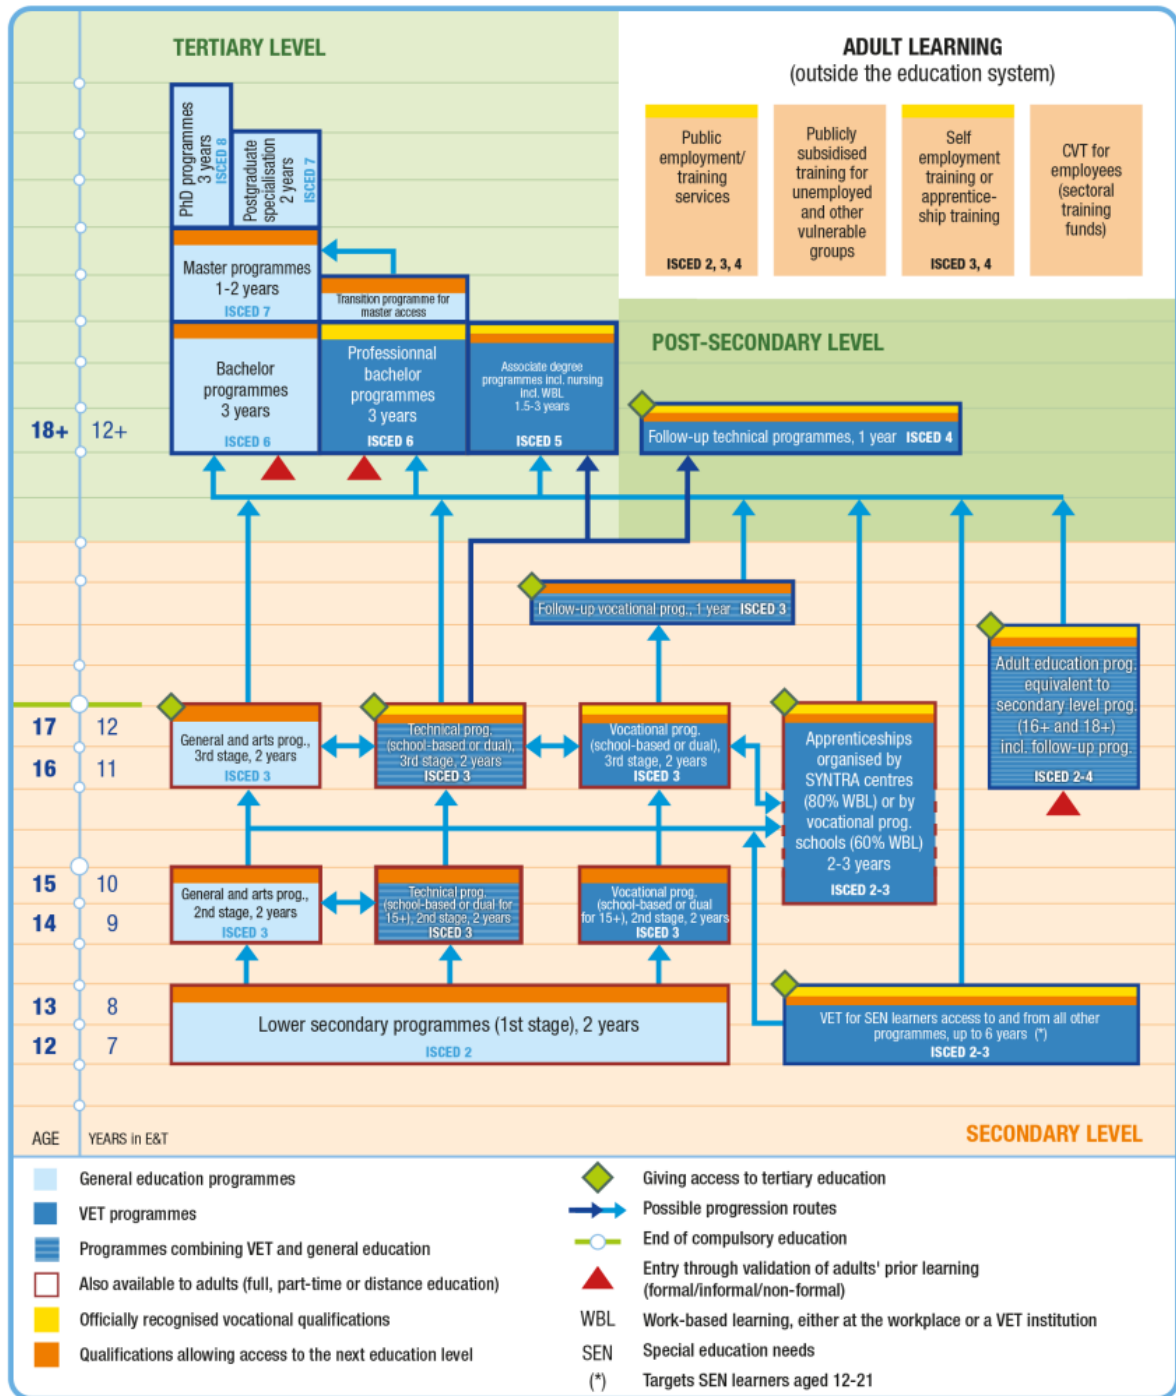 TERTIARY LEVEL
ADULT LEARNING
(outside the education system)
PhD programmes
3 years
ISCED 8
Postgraduate
specialisation
2 years
ISCED 7
Public
employment/
training
services
ISCED 2, 3, 4
Publicly
subsidised
training for
unemployed
and other
vulnerable
groups
Self
employment
training or
apprentice-
ship training
ISCED 3, 4
CVT for
employees
(sectoral
training
funds)
Master programmes
1-2 years
ISCED 7
Transition programme for
master access
POST-SECONDARY LEVEL
Bachelor
programmes
3 years
ISCED 6
Professionnal
bachelor
programmes
3 years
ISCED 6
Associate degree
programmes incl. nursing
incl. WBL
1.5-3 years
ISCED 5
18+ 12+
Follow-up technical programmes, 1 year ISCED 4
Follow-up vocational prog., 1 year ISCED 3
Adult education prog.
equivalent to
secondary level prog.
(16+ and 18+)
incl. follow-up prog.
ISCED 2-4
17 12
16 11
General and arts prog.,
3rd stage, 2 years
ISCED 3
Technical prog.
(school-based or dual),
3rd stage, 2 years
ISCED 3
Vocational prog.
(school-based or dual),
3rd stage, 2 years
ISCED 3
Apprenticeships
organised by
SYNTRA centres
(80% WBL) or by
vocational prog.
schools (60% WBL)
2-3 years
ISCED 2-3
15 10
14 9
General and arts prog.,
2nd stage, 2 years
ISCED 3
Technical prog.
(school-based or dual for
15+), 2nd stage, 2 years
ISCED 3
Vocational prog.
(school-based or dual
for 15+), 2nd stage, 2 years
ISCED 3
13 8
12 7
Lower secondary programmes (1st stage), 2 years
ISCED 2
VET for SEN learners access to and from all other
programmes, up to 6 years (*)
ISCED 2-3
AGE YEARS in E&T
SECONDARY LEVEL
General education programmes
VET programmes
Programmes combining VET and general education
Also available to adults (full, part-time or distance education)
Officially recognised vocational qualifications
Qualifications allowing access to the next education level
Giving access to tertiary education
Possible progression routes
End of compulsory education
Entry through validation of adults' prior learning
(formal/informal/non-formal)
WBL Work-based learning, either at the workplace or a VET institution
SEN Special education needs
(*) Targets SEN learners aged 12-21